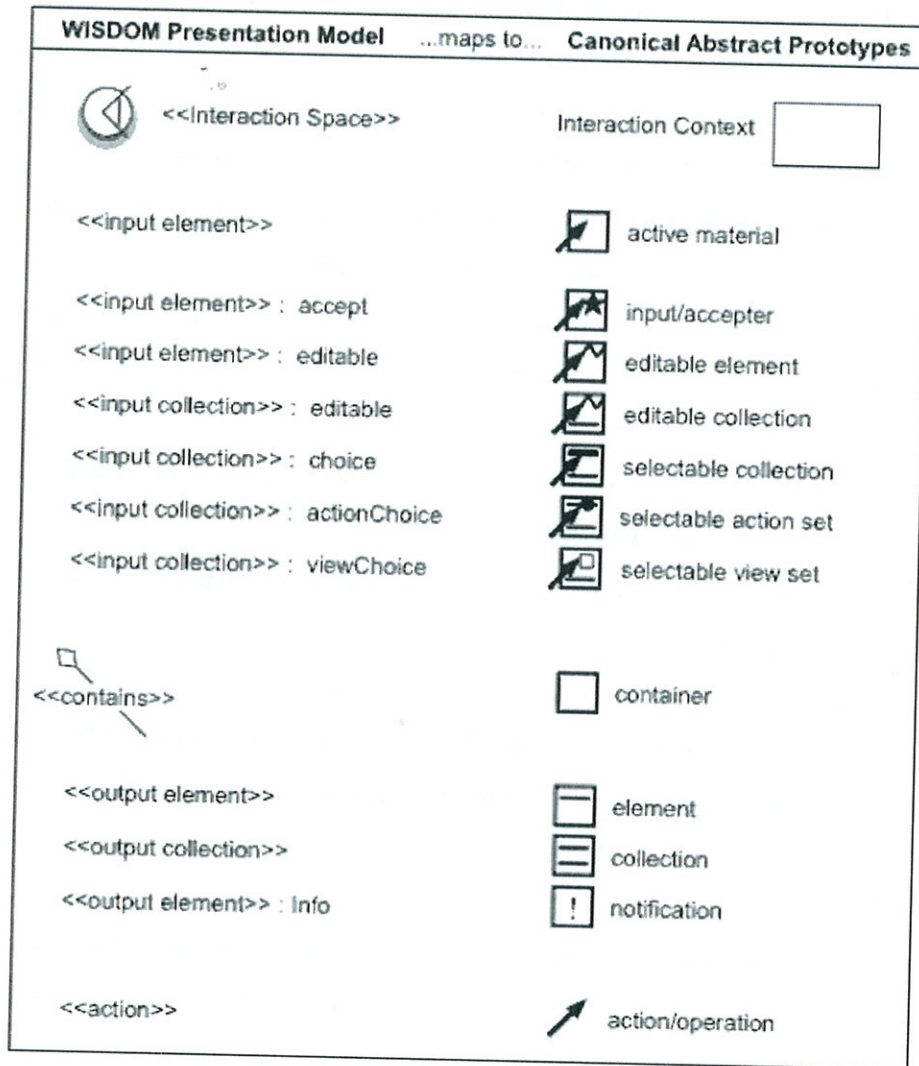 WISDOM Presentation Model ...maps to... Canonical Abstract Prototypes
<<Interaction Space>> Interaction Context
<<input element>> active material
<<input element>> : accept input/accepter
<<input element>> : editable editable element
<<input collection>> : editable editable collection
<<input collection>> : choice selectable collection
<<input collection>> : actionChoice selectable action set
<<input collection>> : viewChoice selectable view set
<<contains>> container
<<output element>> element
<<output collection>> collection
<<output element>> : Info ! notification
<<action>> action/operation